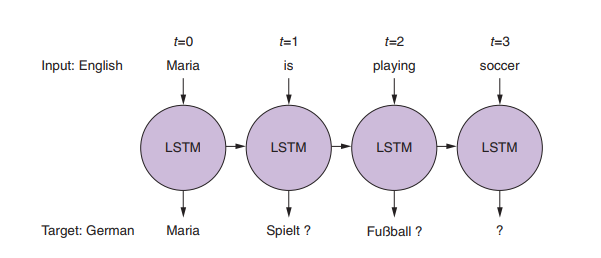 t=0 t=1 t=2 t=3
Input: English Maria is playing soccer
LSTM LSTM LSTM LSTM
Target: German Maria Spielt ? Fußball ? ?